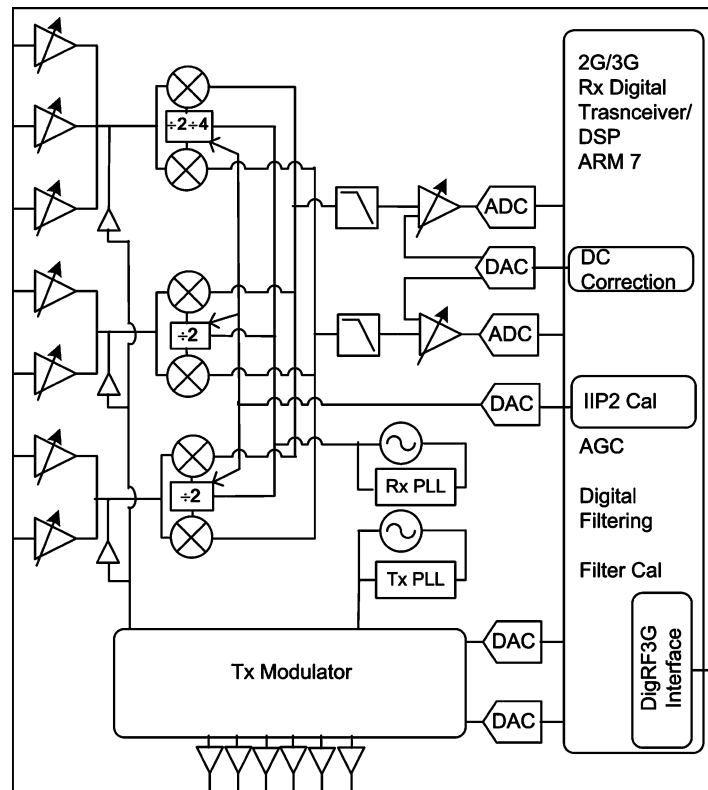 2G/3G
Rx Digital
Trasnceiver/
DSP
ARM 7
÷2÷4
ADC
DAC
DC
Correction
÷2
ADC
DAC
IIP2 Cal
AGC
Rx PLL
÷2
Digital
Filtering
Tx PLL
Filter Cal
DAC
Tx Modulator
DigRF3G
Interface
DAC